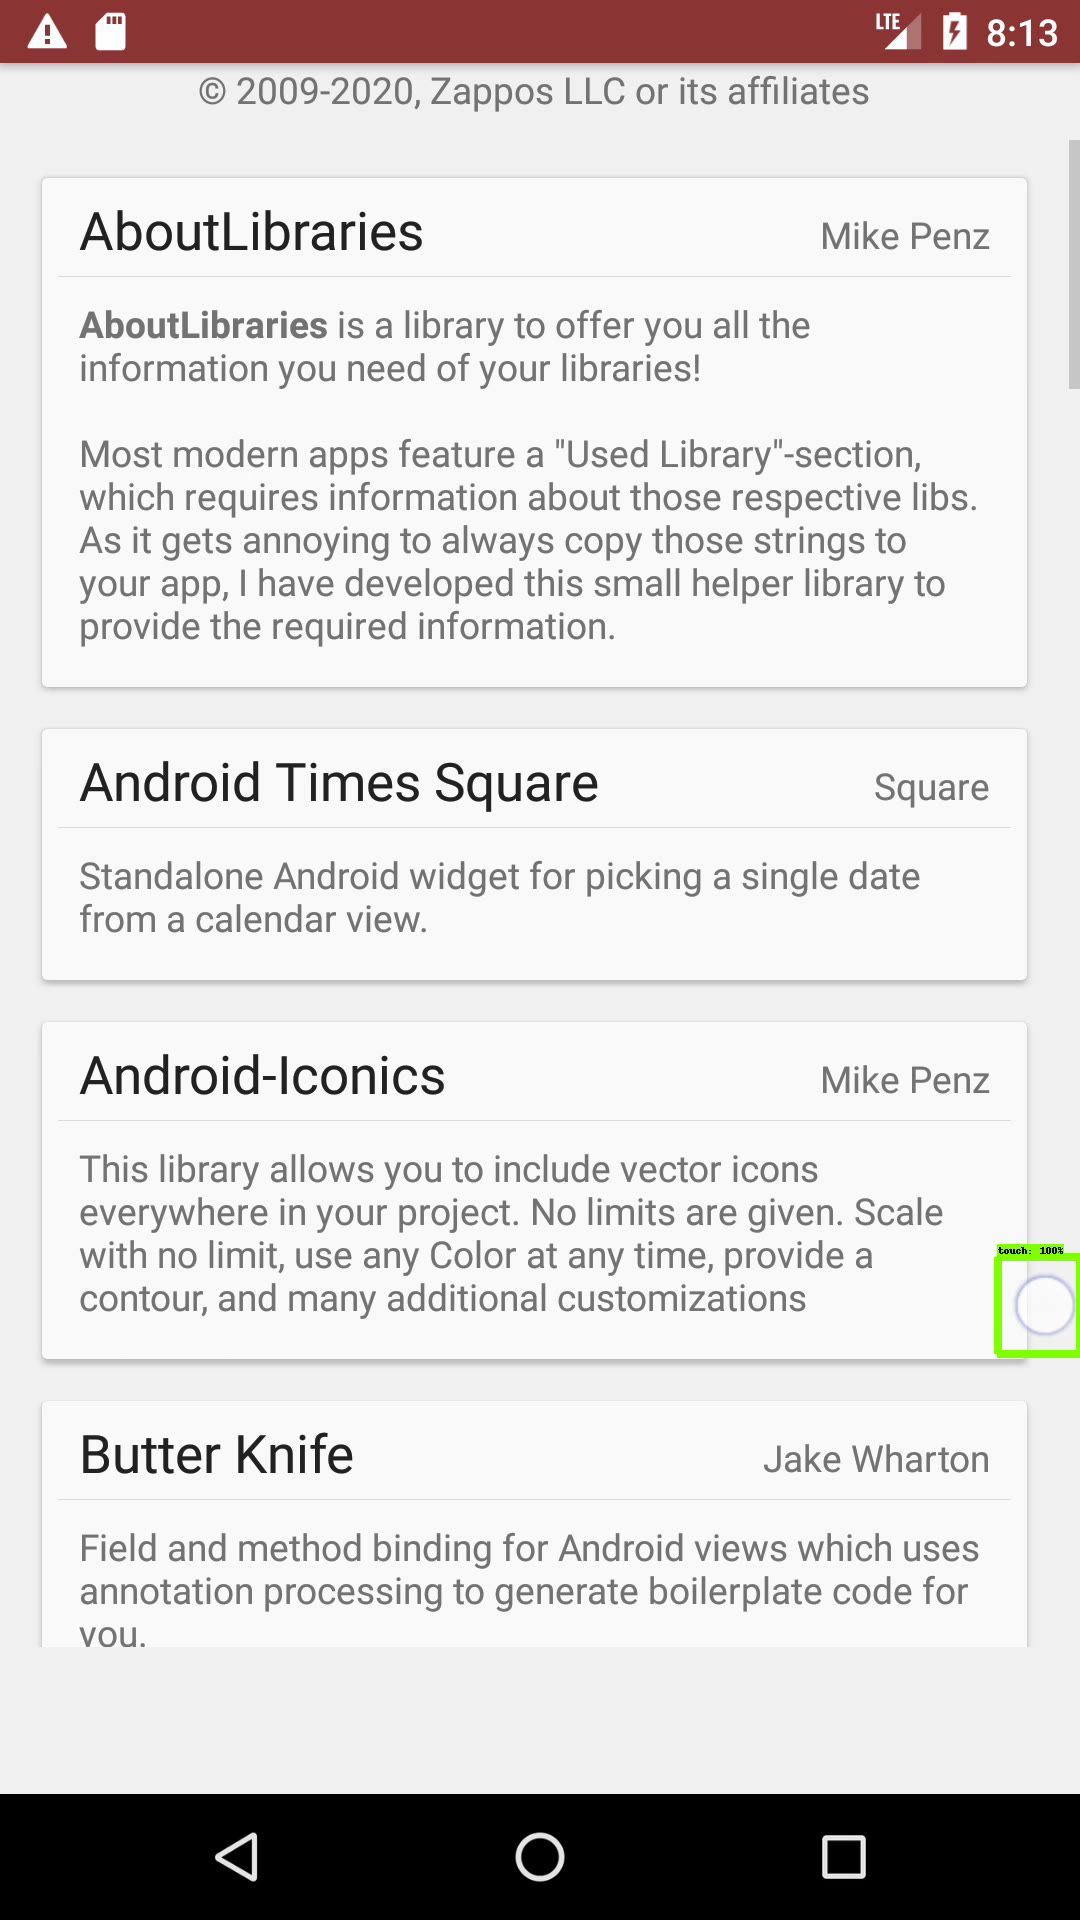 LTE 8:13
© 2009-2020, Zappos LLC or its affiliates
AboutLibraries Mike Penz
AboutLibraries is a library to offer you all the
information you need of your libraries!
Most modern apps feature a "Used Library"-section,
which requires information about those respective libs.
As it gets annoying to always copy those strings to
your app, I have developed this small helper library to
provide the required information.
Android Times Square Square
Standalone Android widget for picking a single date
from a calendar view.
Android-Iconics Mike Penz
This library allows you to include vector icons
everywhere in your project. No limits are given. Scale
with no limit, use any Color at any time, provide a
contour, and many additional customizations
touch: 100%
Butter Knife Jake Wharton
Field and method binding for Android views which uses
annotation processing to generate boilerplate code for
you.